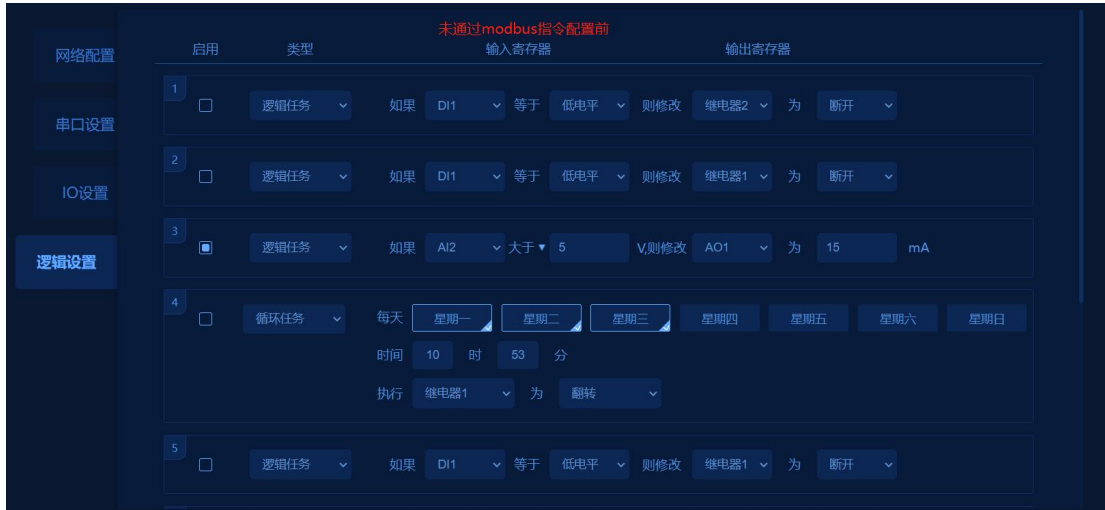 未通过modbus指令配置前
启用 类型 输入寄存器 输出寄存器
网络配置
串口设置
IO设置
逻辑设置
1 逻辑任务 如果 DI1 等于 低电平 则修改 继电器2 为 断开
2 逻辑任务 如果 DI1 等于 低电平 则修改 继电器1 为 断开
3 逻辑任务 如果 AI2 大于 5 V,则修改 AO1 为 15 mA
4 循环任务 每天 星期一 星期二 星期三 星期四 星期五 星期六 星期日
时间 10 时 53 分
执行 继电器1 为 翻转
5 逻辑任务 如果 DI1 等于 低电平 则修改 继电器1 为 断开